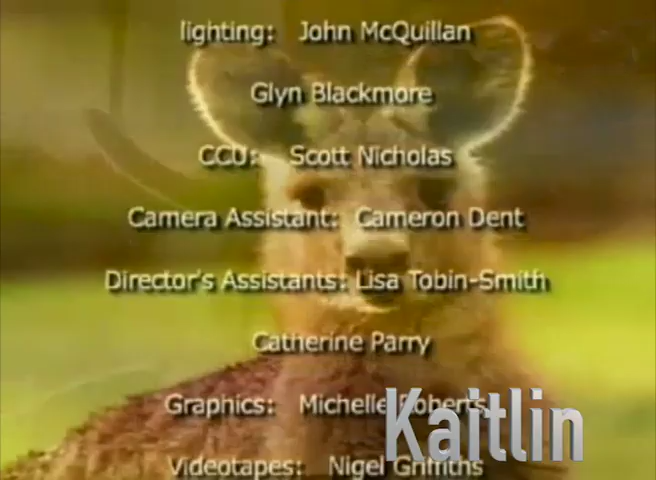 lighting: John McQuillan
Glyn Blackmore
CCU: Scott Nicholas
Camera Assistant: Cameron Dent
Director's Assistants: Lisa Tobin-Smith
Catherine Parry
Graphics: Michelle Roberts
Kaitlin
Videotapes: Nigel Griffiths